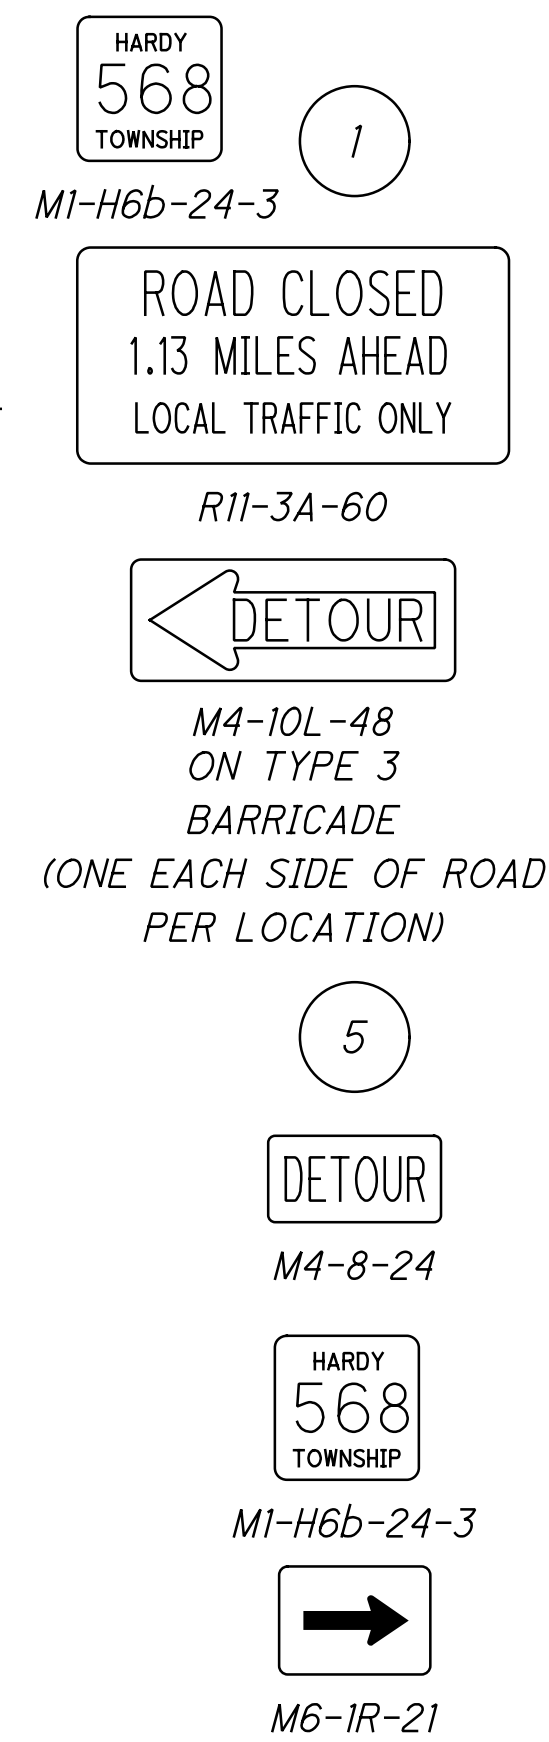 HARDY
568
TOWNSHIP
1
M1-H6b-24-3
ROAD CLOSED
1.13 MILES AHEAD
LOCAL TRAFFIC ONLY
R11-3A-60
DETOUR
M4-10L-48
ON TYPE 3
BARRICADE
(ONE EACH SIDE OF ROAD
PER LOCATION)
5
DETOUR
M4-8-24
HARDY
568
TOWNSHIP
M1-H6b-24-3
M6-1R-21